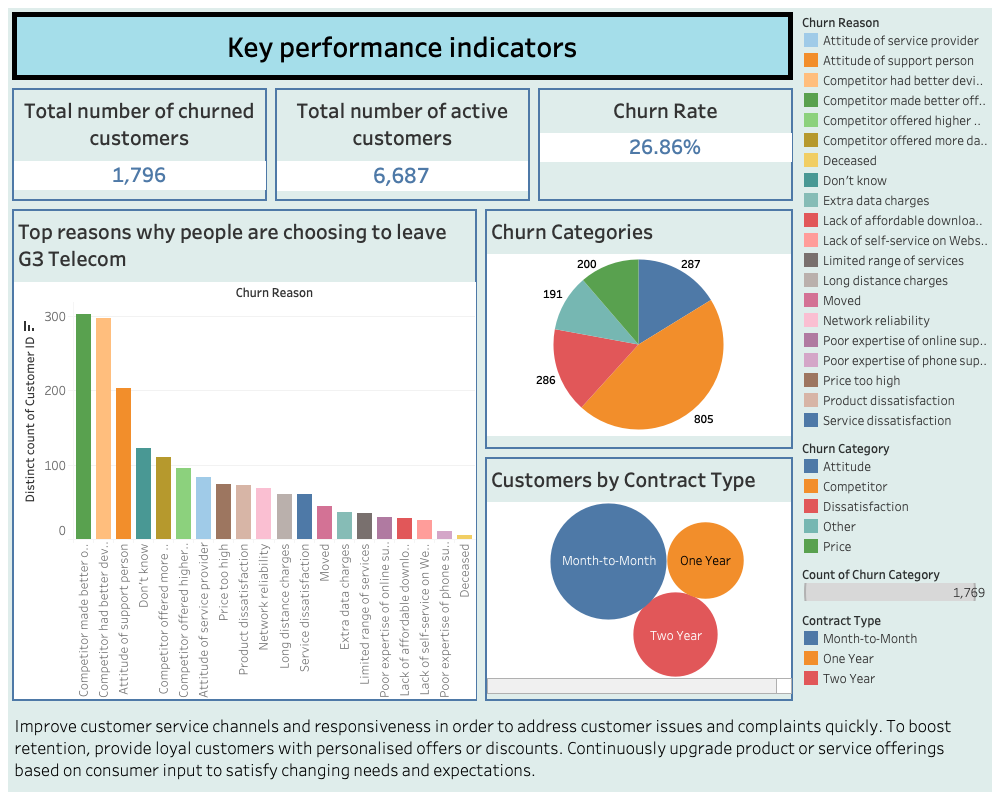 Key performance indicators
Total number of churned
customers
1,796
Total number of active
customers
6,687
Churn Rate
26.86%
Top reasons why people are choosing to leave
G3 Telecom
Churn Reason
Distinct count of Customer ID
300
200
100
0
Competitor made better o..
Competitor had better dev..
Attitude of support person
Don't know
Competitor offered more ..
Competitor offered higher..
Attitude of service provider
Price too high
Product dissatisfaction
Network reliability
Long distance charges
Service dissatisfaction
Moved
Extra data charges
Limited range of services
Poor expertise of online su..
Lack of affordable downlo..
Lack of self-service on We..
Poor expertise of phone su..
Deceased
Churn Categories
200
287
191
286
805
Customers by Contract Type
Month-to-Month
One Year
Two Year
Churn Reason
Attitude of service provider
Attitude of support person
Competitor had better devi..
Competitor made better off..
Competitor offered higher ..
Competitor offered more da..
Deceased
Don't know
Extra data charges
Lack of affordable downloa..
Lack of self-service on Webs..
Limited range of services
Long distance charges
Moved
Network reliability
Poor expertise of online sup..
Poor expertise of phone sup..
Price too high
Product dissatisfaction
Service dissatisfaction
Churn Category
Attitude
Competitor
Dissatisfaction
Other
Price
Count of Churn Category
1,769
Contract Type
Month-to-Month
One Year
Two Year
Improve customer service channels and responsiveness in order to address customer issues and complaints quickly. To boost
retention, provide loyal customers with personalised offers or discounts. Continuously upgrade product or service offerings
based on consumer input to satisfy changing needs and expectations.